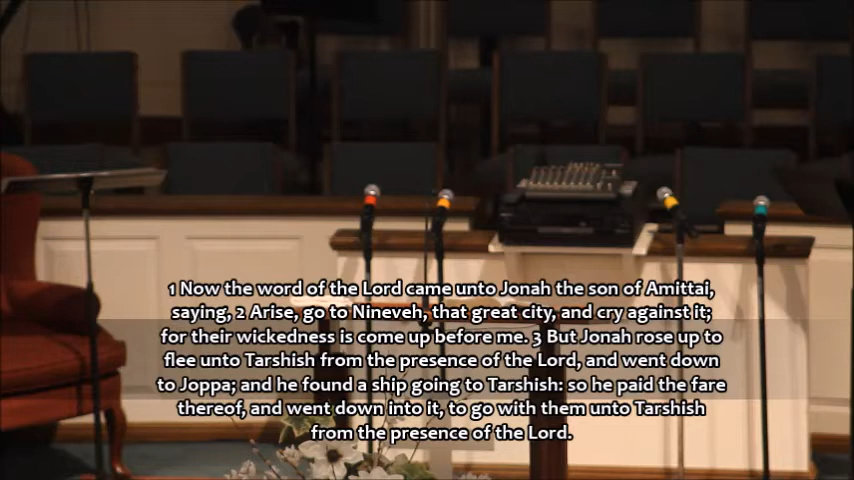 1 Now the word of the Lord came unto Jonah the son of Amittai,
saying, 2 Arise, go to Nineveh, that great city, and cry against it;
for their wickedness is come up before me. 3 But Jonah rose up to
flee unto Tarshish from the presence of the Lord, and went down
to Joppa; and he found a ship going to Tarshish: so he paid the fare
thereof, and went down into it, to go with them unto Tarshish
from the presence of the Lord.